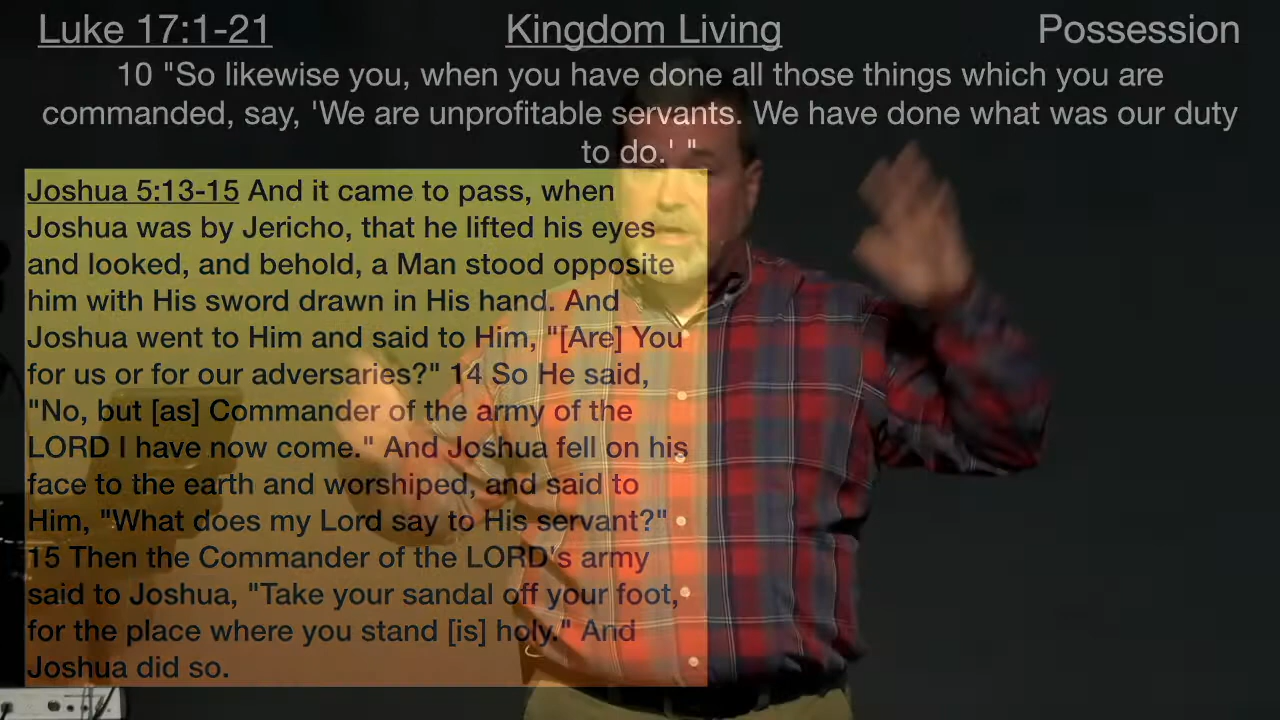 Luke 17:1-21 Kingdom Living Possession
10 "So likewise you, when you have done all those things which you are
commanded, say, 'We are unprofitable servants. We have done what was our duty
to do.' "
Joshua 5:13-15 And it came to pass, when
Joshua was by Jericho, that he lifted his eyes
and looked, and behold, a Man stood opposite
him with His sword drawn in His hand. And
Joshua went to Him and said to Him, "[Are] You
for us or for our adversaries?" 14 So He said,
"No, but [as] Commander of the army of the
LORD I have now come." And Joshua fell on his
face to the earth and worshiped, and said to
Him, "What does my Lord say to His servant?"
15 Then the Commander of the LORD's army
said to Joshua, "Take your sandal off your foot,
for the place where you stand [is] holy." And
Joshua did so.